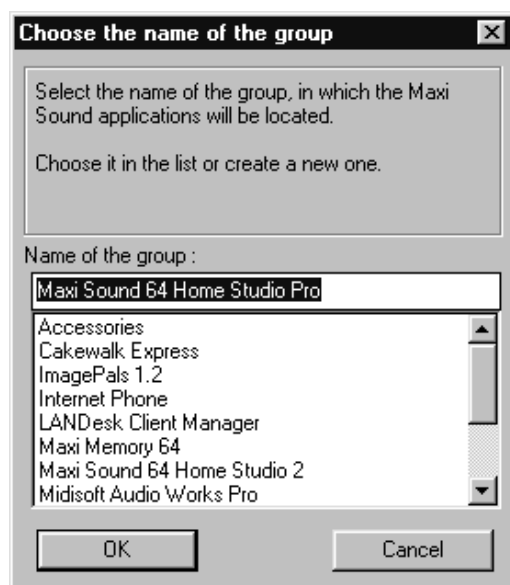 Choose the name of the group
Select the name of the group, in which the Maxi
Sound applications will be located.
Choose it in the list or create a new one.
Name of the group :
Maxi Sound 64 Home Studio Pro
Accessories
Cakewalk Express
ImagePals 1.2
Internet Phone
LANDesk Client Manager
Maxi Memory 64
Maxi Sound 64 Home Studio 2
Midisoft Audio Works Pro
OK
Cancel